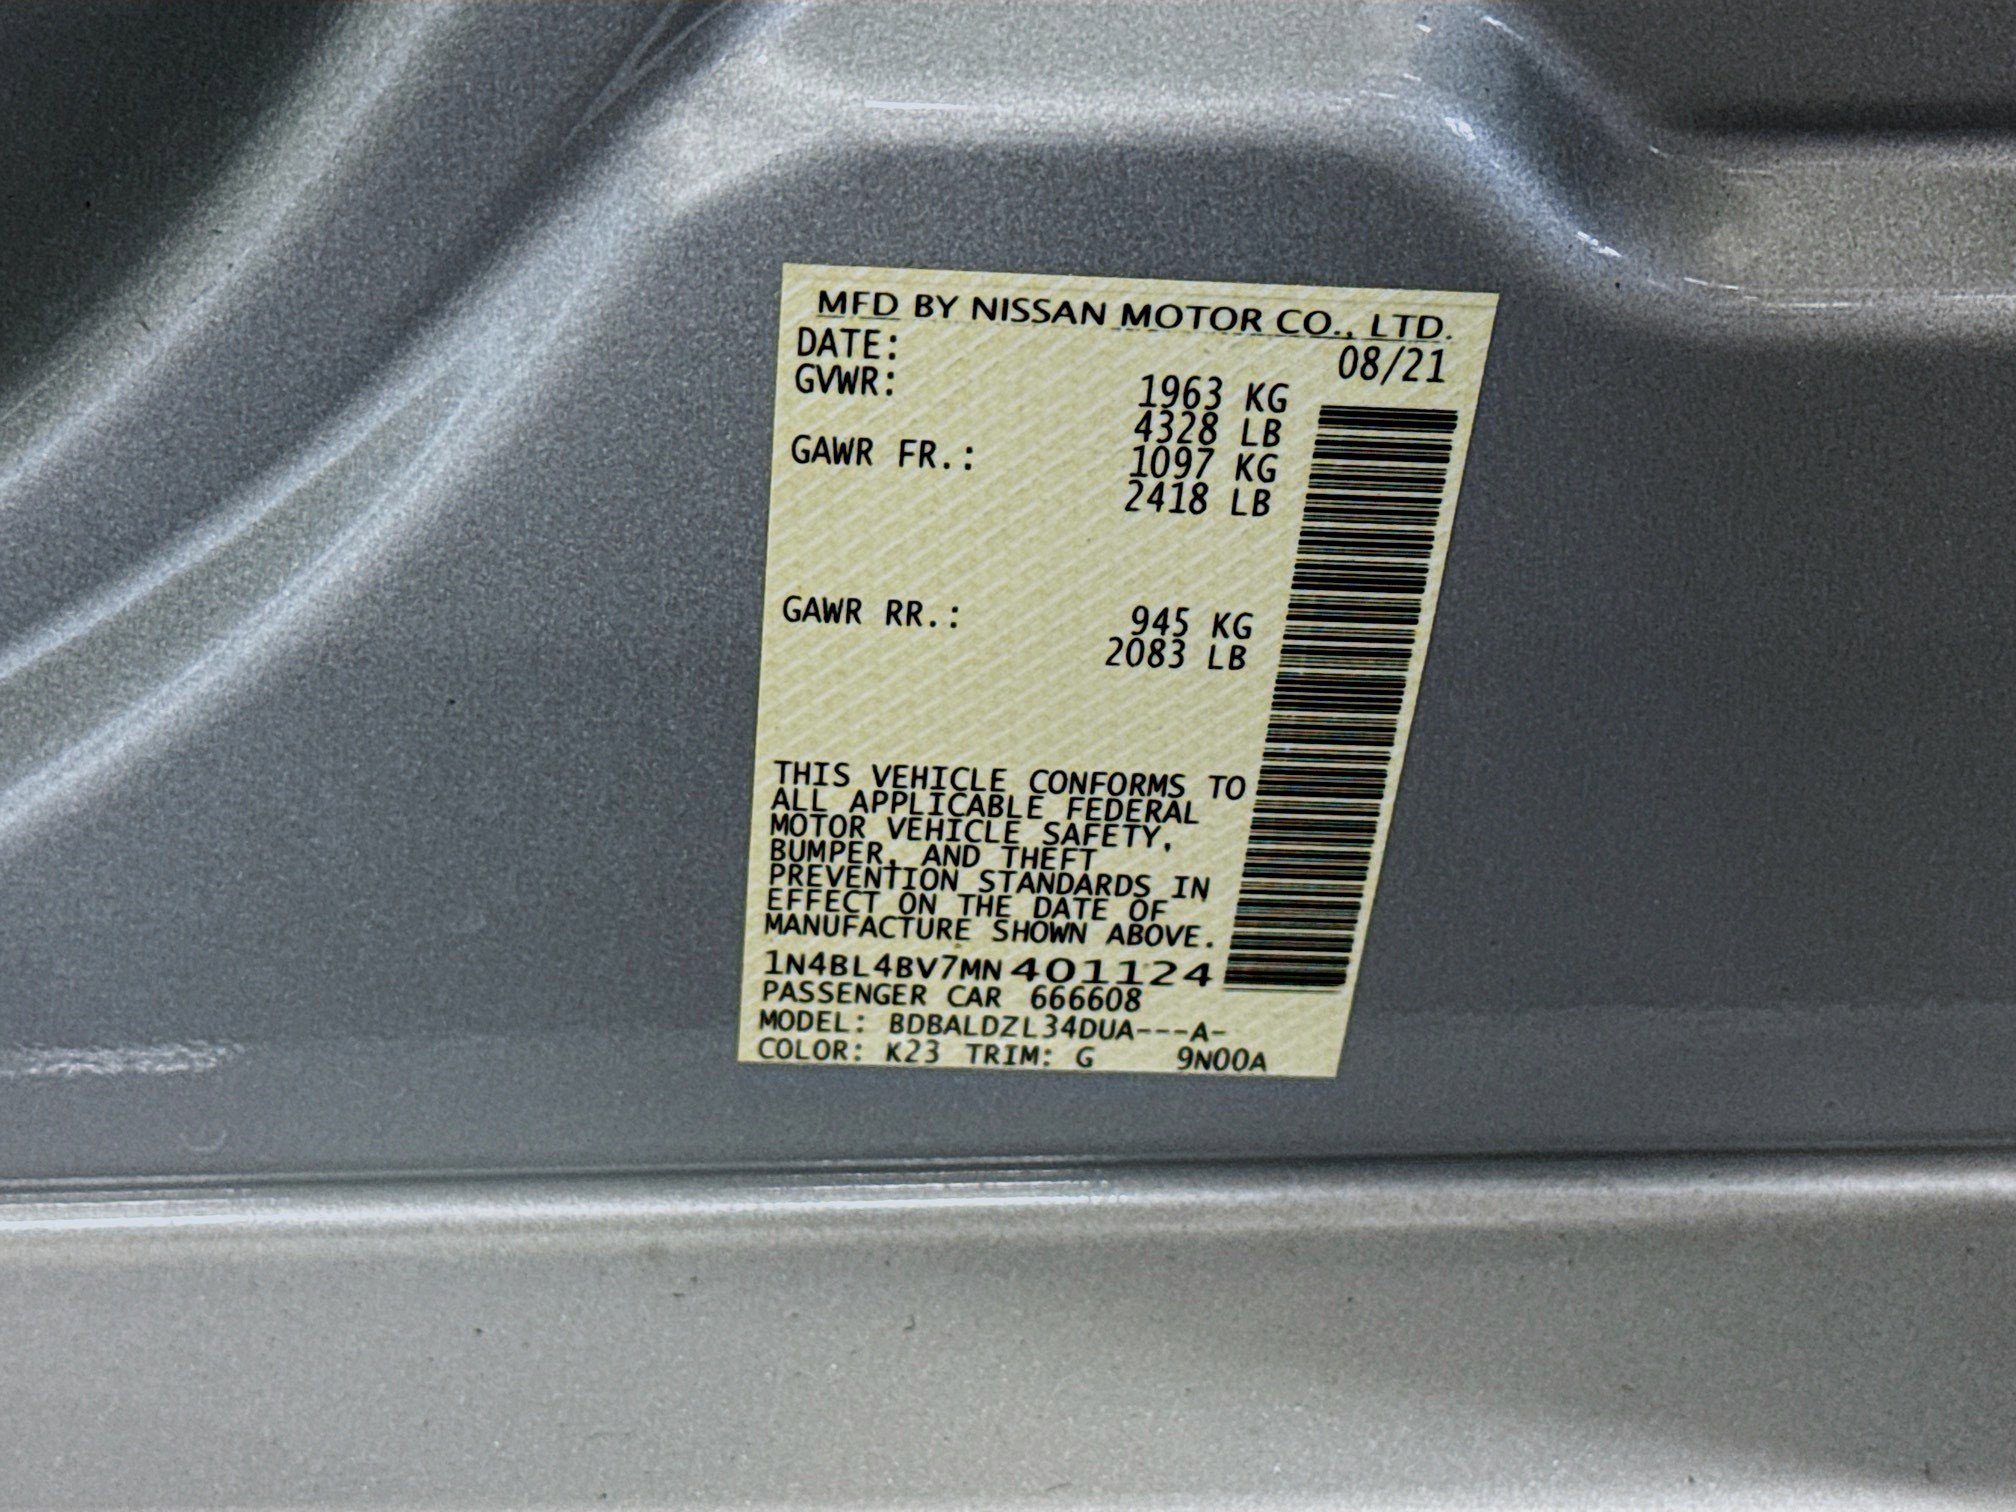 MFD BY NISSAN MOTOR CO., LTD.
DATE: 08/21
GVWR: 1963 KG
4328 LB
GAWR FR.: 1097 KG
2418 LB
GAWR RR.: 945 KG
2083 LB
THIS VEHICLE CONFORMS TO
ALL APPLICABLE FEDERAL
MOTOR VEHICLE SAFETY,
BUMPER, AND THEFT
PREVENTION STANDARDS IN
EFFECT ON THE DATE OF
MANUFACTURE SHOWN ABOVE.
1N4BL4BV7MN401124
PASSENGER CAR 666608
MODEL: BDBALDZL34DUA---A-
COLOR: K23 TRIM: G 9N00A